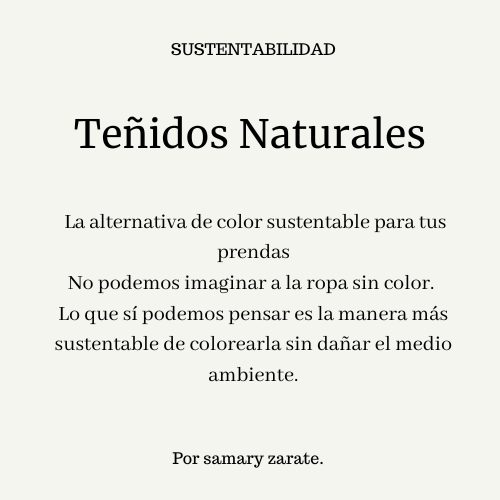 SUSTENTABILIDAD
Teñidos Naturales
La alternativa de color sustentable para tus
prendas
No podemos imaginar a la ropa sin color.
Lo que sí podemos pensar es la manera más
sustentable de colorearla sin dañar el medio
ambiente.
Por samary zarate.